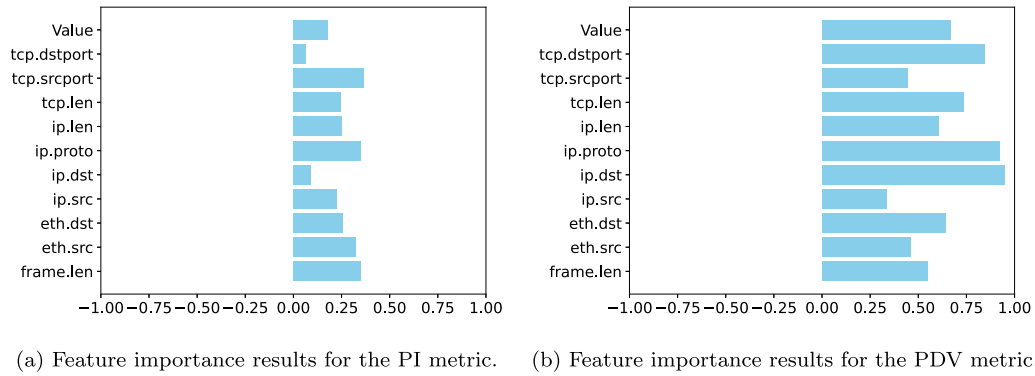 Value
tcp.dstport
tcp.srcport
tcp.len
ip.len
ip.proto
ip.dst
ip.src
eth.dst
eth.src
frame.len
−1.00 −0.75 −0.50 −0.25 0.00 0.25 0.50 0.75 1.00
(a) Feature importance results for the PI metric.
Value
tcp.dstport
tcp.srcport
tcp.len
ip.len
ip.proto
ip.dst
ip.src
eth.dst
eth.src
frame.len
−1.00 −0.75 −0.50 −0.25 0.00 0.25 0.50 0.75 1.00
(b) Feature importance results for the PDV metric